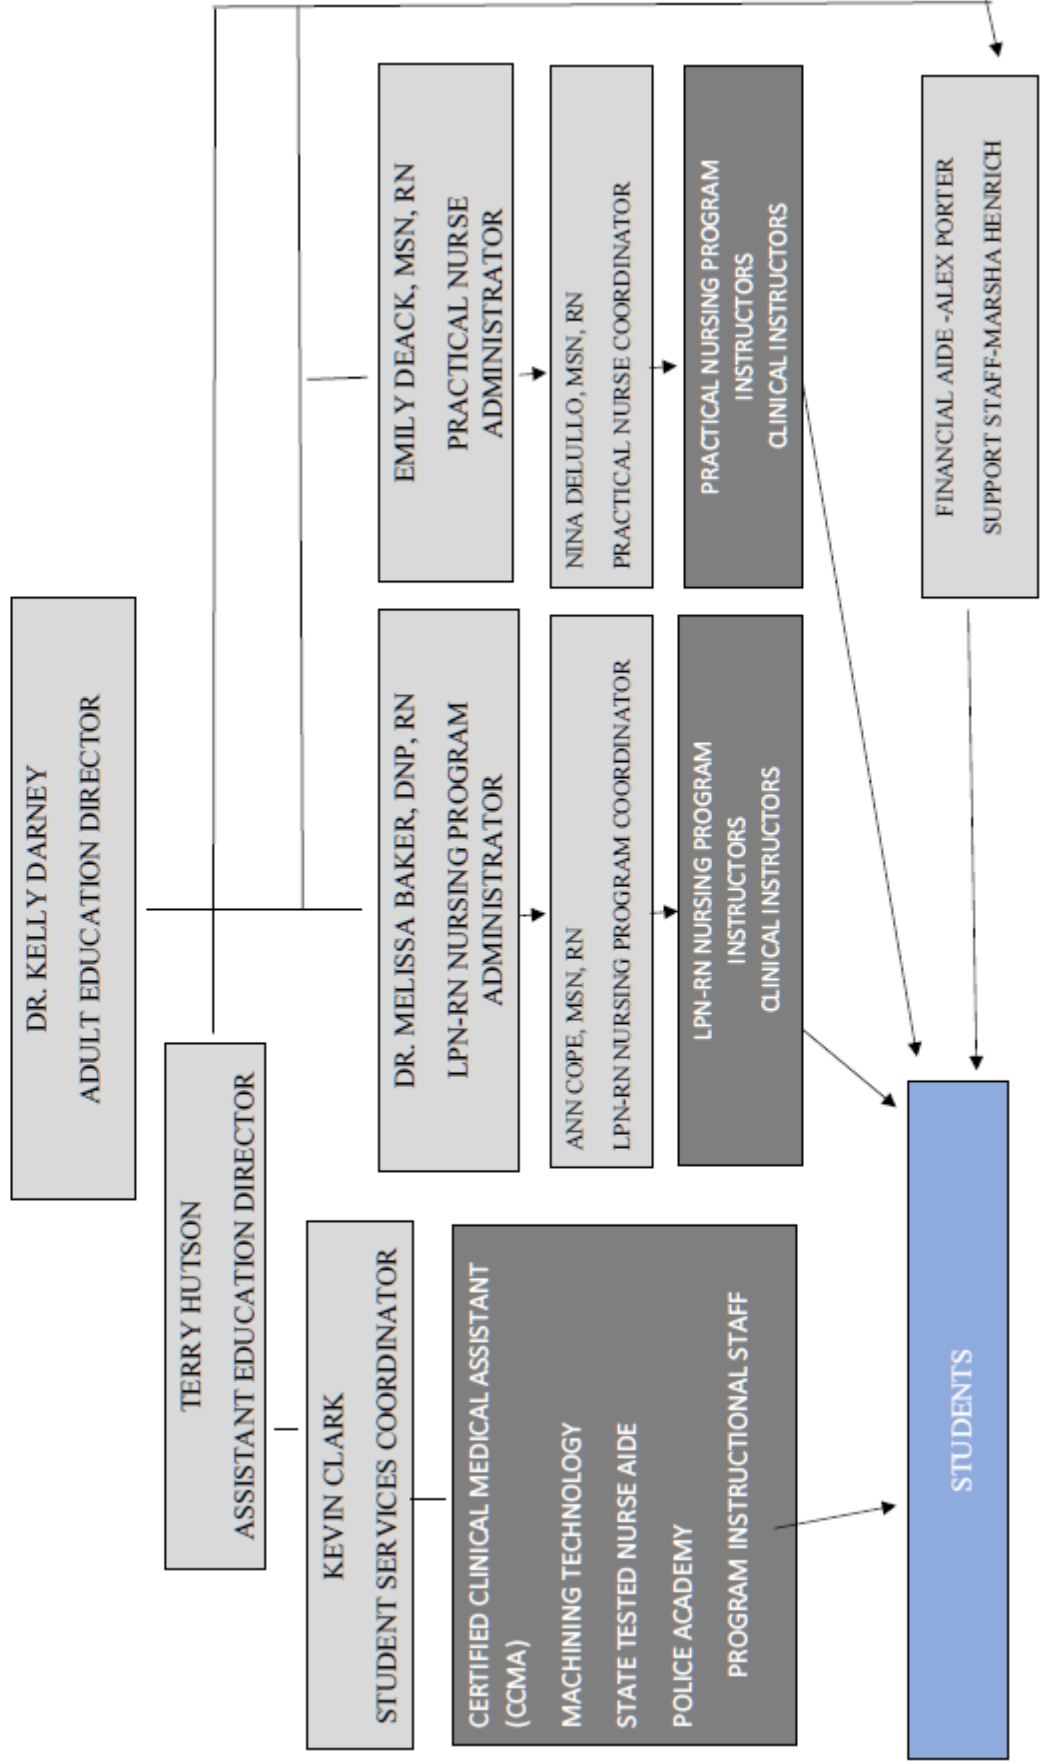 DR. KELLY DARNEY
ADULT EDUCATION DIRECTOR
TERRY HUTSON
ASSISTANT EDUCATION DIRECTOR
KEVIN CLARK
STUDENT SERVICES COORDINATOR
CERTIFIED CLINICAL MEDICAL ASSISTANT
(CCMA)
MACHINING TECHNOLOGY
STATE TESTED NURSE AIDE
POLICE ACADEMY
PROGRAM INSTRUCTIONAL STAFF
DR. MELISSA BAKER, DNP, RN
LPN-RN NURSING PROGRAM
ADMINISTRATOR
ANN COPE, MSN, RN
LPN-RN NURSING PROGRAM COORDINATOR
LPN-RN NURSING PROGRAM
INSTRUCTORS
CLINICAL INSTRUCTORS
EMILY DEACK, MSN, RN
PRACTICAL NURSE
ADMINISTRATOR
NINA DELULLO, MSN, RN
PRACTICAL NURSE COORDINATOR
PRACTICAL NURSING PROGRAM
INSTRUCTORS
CLINICAL INSTRUCTORS
FINANCIAL AIDE -ALEX PORTER
SUPPORT STAFF-MARSHA HENRICH
STUDENTS